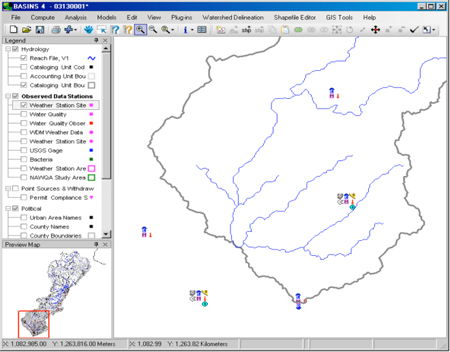 BASINS 4 - 03130001*
File Compute Analysis Models Edit View Plug-ins Watershed Delineation Shapefile Editor GIS Tools Help
shp
Legend
Hydrology
Reach File, V1
Cataloging Unit Cod
Accounting Unit Bou
Cataloging Unit Bou
Observed Data Stations
Weather Station Site
Water Quality
Water Quality Obser
WDM Weather Data
Weather Station Site
USGS Gage
Bacteria
Weather Station Are
NAWQA Study Area
Point Sources & Withdraw
Permit Compliance S
Political
Urban Area Names
County Names
County Boundaries
Preview Map
X: 1,082,985.00 Meters Y: 1,263,816.00 Meters X: 1,082.99 Y: 1,263.82 Kilometers